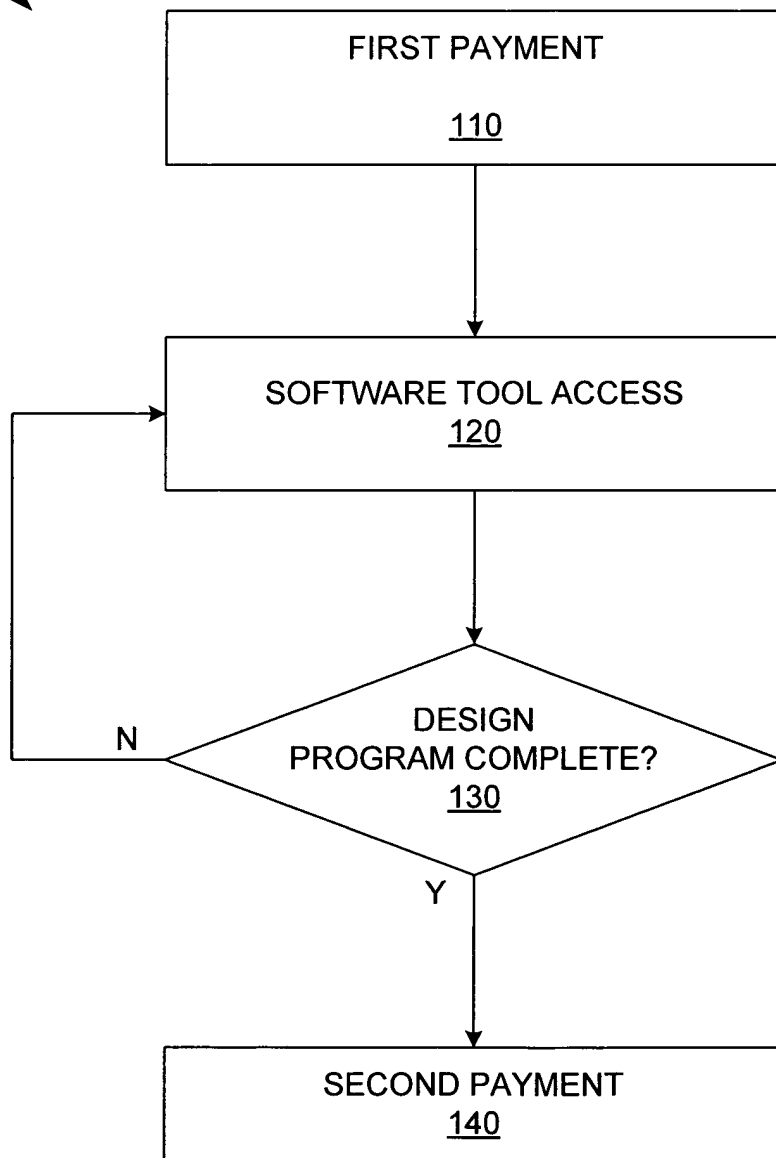 FIRST PAYMENT
110
SOFTWARE TOOL ACCESS
120
DESIGN
PROGRAM COMPLETE?
130
N
Y
SECOND PAYMENT
140